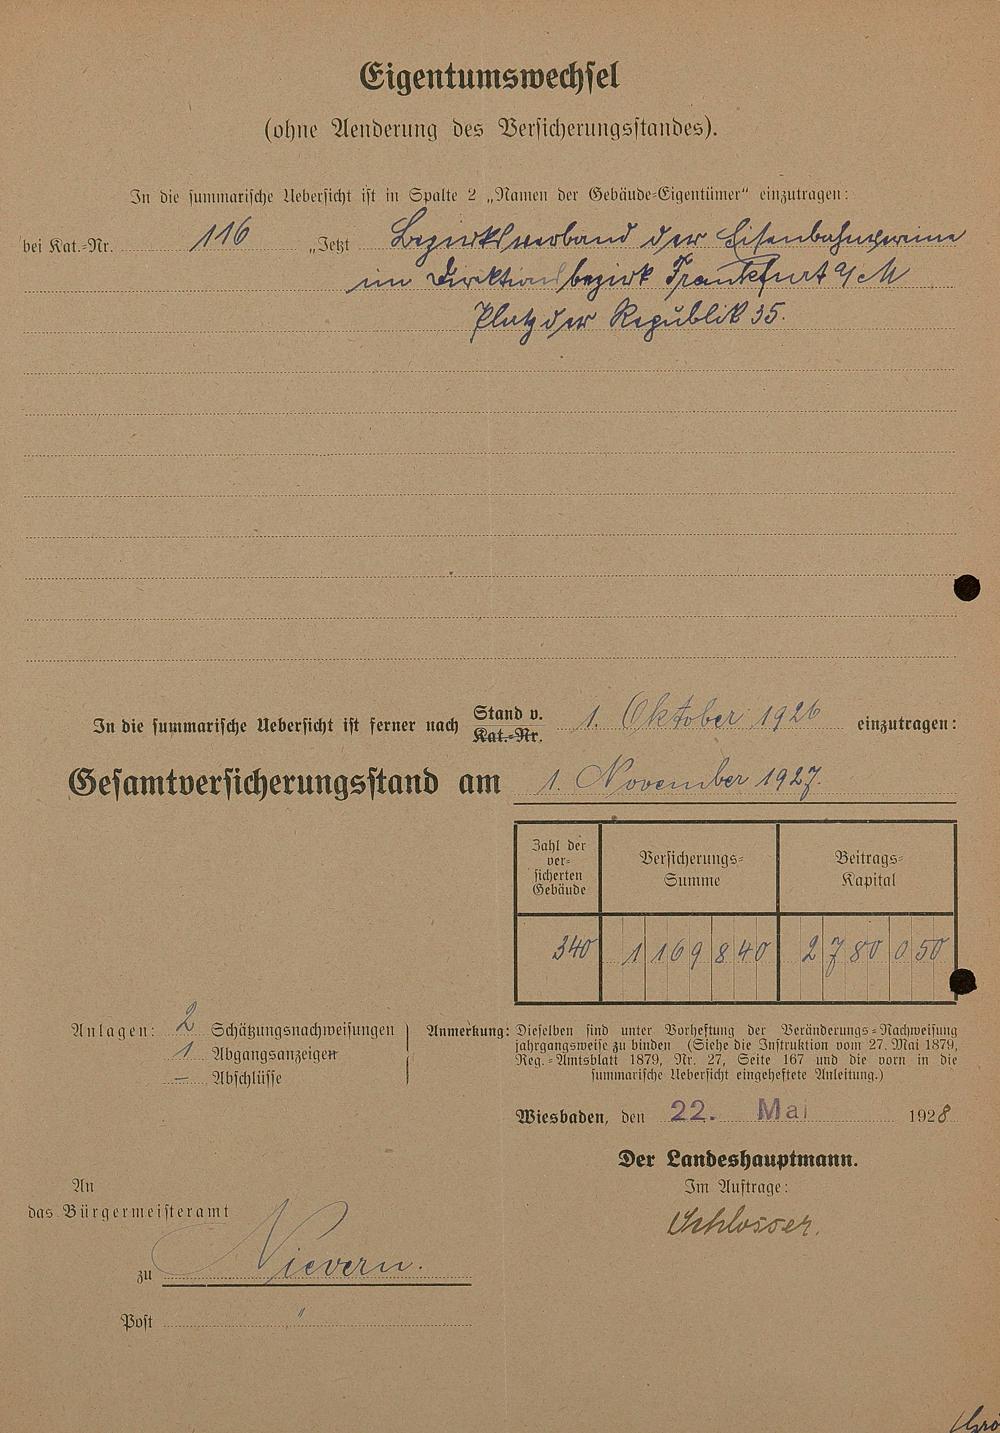 Eigentumswechsel
(ohne Aenderung des Versicherungsstandes).
In die summarische Uebersicht ist in Spalte 2 „Namen der Gebäude-Eigentümer“ einzutragen:
bei Kat.-Nr. 116 „Jetzt Bezirksverband der Eisenbahnvereine
im Direktionsbezirk Frankfurt a/M
Platz der Republik 35.
In die summarische Uebersicht ist ferner nach Stand v. 1. Oktober 1926 einzutragen:
Kat.-Nr.
Gesamtversicherungsstand am 1. November 1927.
Zahl der versicherten Gebäude Versicherungs-Summe Beitrags-Kapital
340 1 169 840 2 780 050
Anlagen: 2 Schätzungsnachweisungen
1 Abgangsanzeigen
— Abschlüsse
Anmerkung: Dieselben sind unter Vorheftung der Veränderungs-Nachweisung
jahrgangsweise zu binden (Siehe die Instruktion vom 27. Mai 1879,
Reg.-Amtsblatt 1879, Nr. 27, Seite 167 und die vorn in die
summarische Uebersicht eingeheftete Anleitung.)
Wiesbaden, den 22. Mai 1928
Der Landeshauptmann.
Im Auftrage:
Schlosser.
An
das Bürgermeisteramt
zu Nievern.
Post "